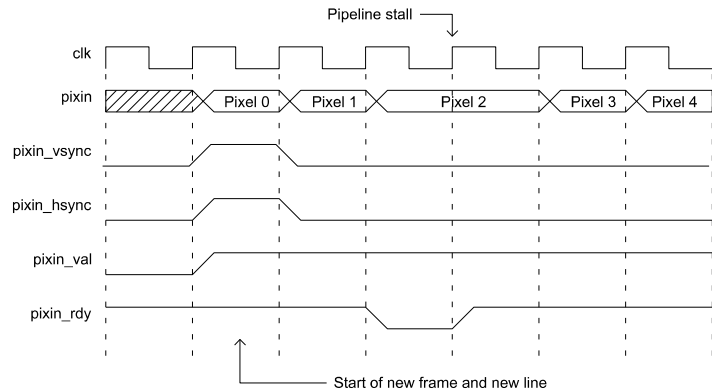 Pipeline stall
clk
pixin
Pixel 0
Pixel 1
Pixel 2
Pixel 3
Pixel 4
pixin_vsync
pixin_hsync
pixin_val
pixin_rdy
Start of new frame and new line